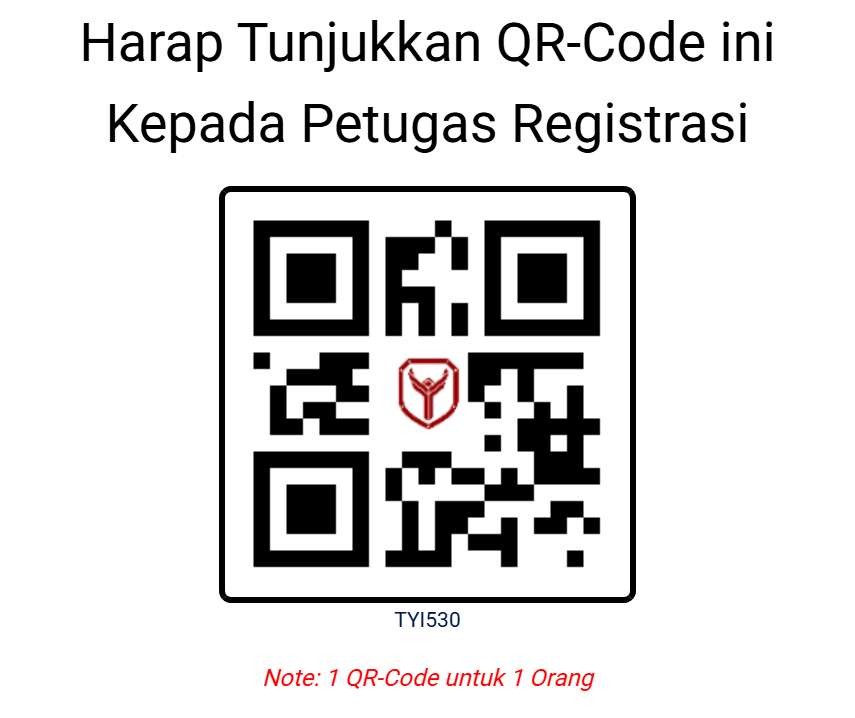 Harap Tunjukkan QR-Code ini
Kepada Petugas Registrasi
TYI530
Note: 1 QR-Code untuk 1 Orang